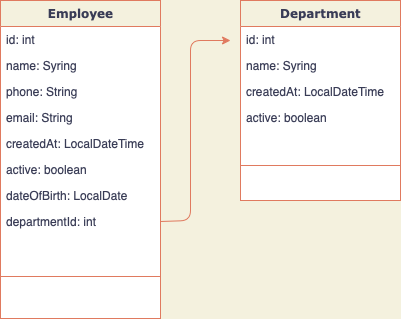 Employee
id: int
name: Syring
phone: String
email: String
createdAt: LocalDateTime
active: boolean
dateOfBirth: LocalDate
departmentId: int
Department
id: int
name: Syring
createdAt: LocalDateTime
active: boolean